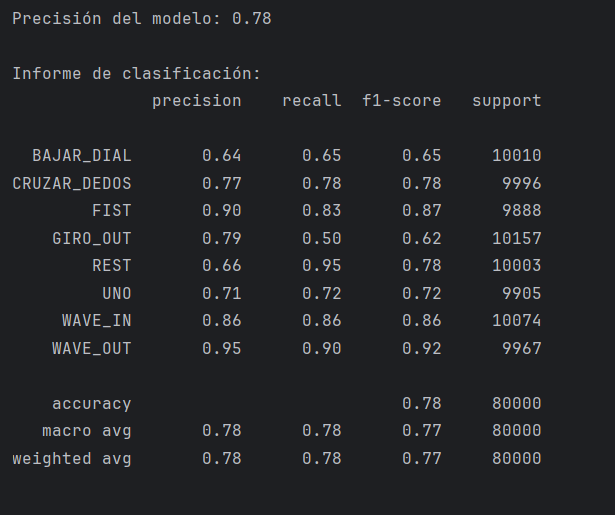 Precisión del modelo: 0.78
Informe de clasificación:
precision recall f1-score support
BAJAR_DIAL 0.64 0.65 0.65 10010
CRUZAR_DEDOS 0.77 0.78 0.78 9996
FIST 0.90 0.83 0.87 9888
GIRO_OUT 0.79 0.50 0.62 10157
REST 0.66 0.95 0.78 10003
UNO 0.71 0.72 0.72 9905
WAVE_IN 0.86 0.86 0.86 10074
WAVE_OUT 0.95 0.90 0.92 9967
accuracy 0.78 80000
macro avg 0.78 0.78 0.77 80000
weighted avg 0.78 0.78 0.77 80000